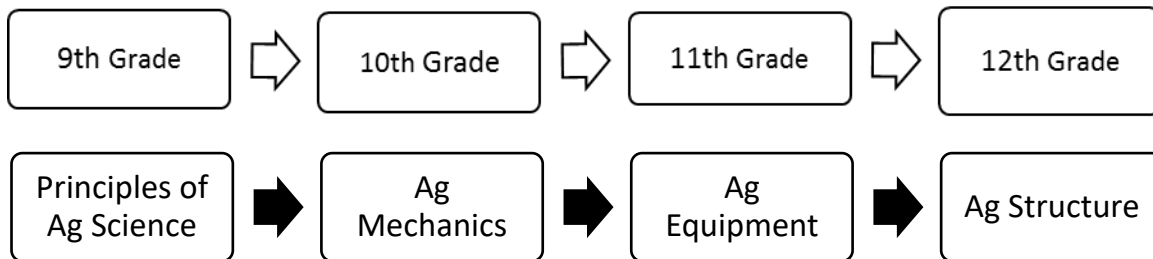 9th Grade
10th Grade
11th Grade
12th Grade
Principles of
Ag Science
Ag
Mechanics
Ag
Equipment
Ag Structure